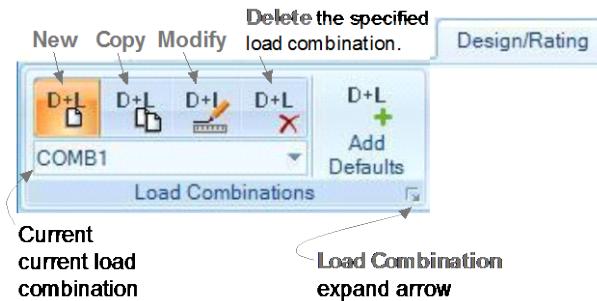 Delete the specified
load combination.
New Copy Modify
Design/Rating
D+L D+L D+L D+L D+L
Add
Defaults
COMB1
Load Combinations
Current
current load
combination
Load Combination
expand arrow